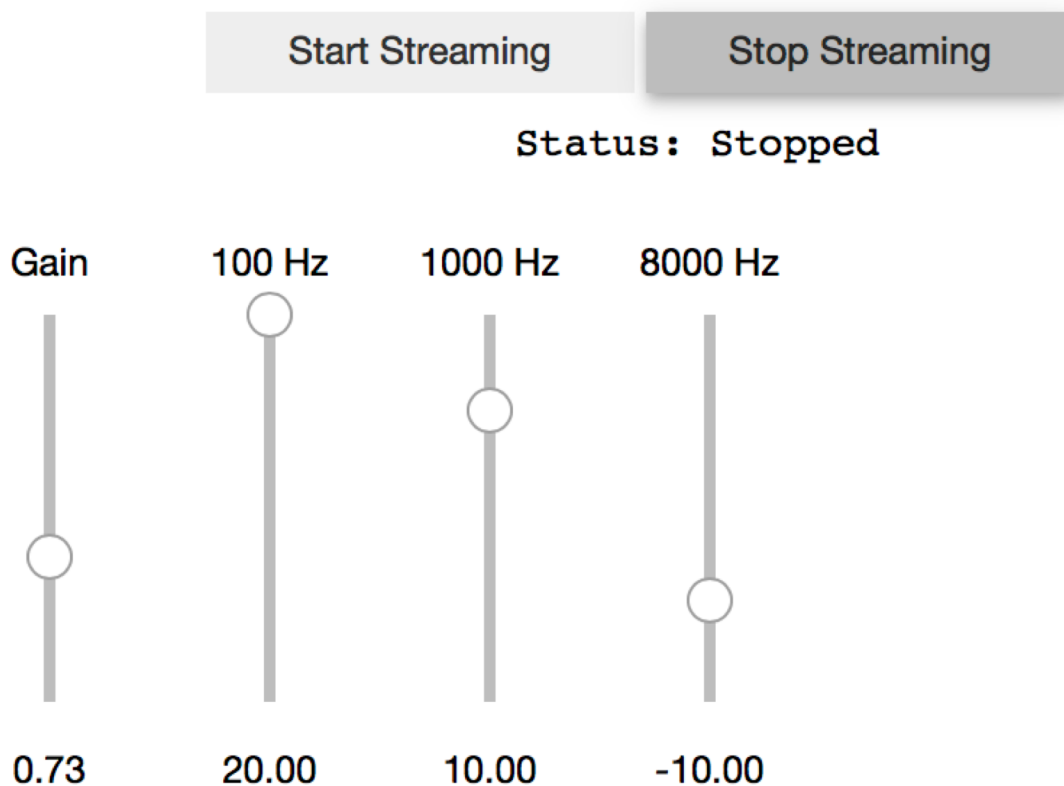 Start Streaming Stop Streaming
Status: Stopped
Gain 100 Hz 1000 Hz 8000 Hz
0.73 20.00 10.00 -10.00